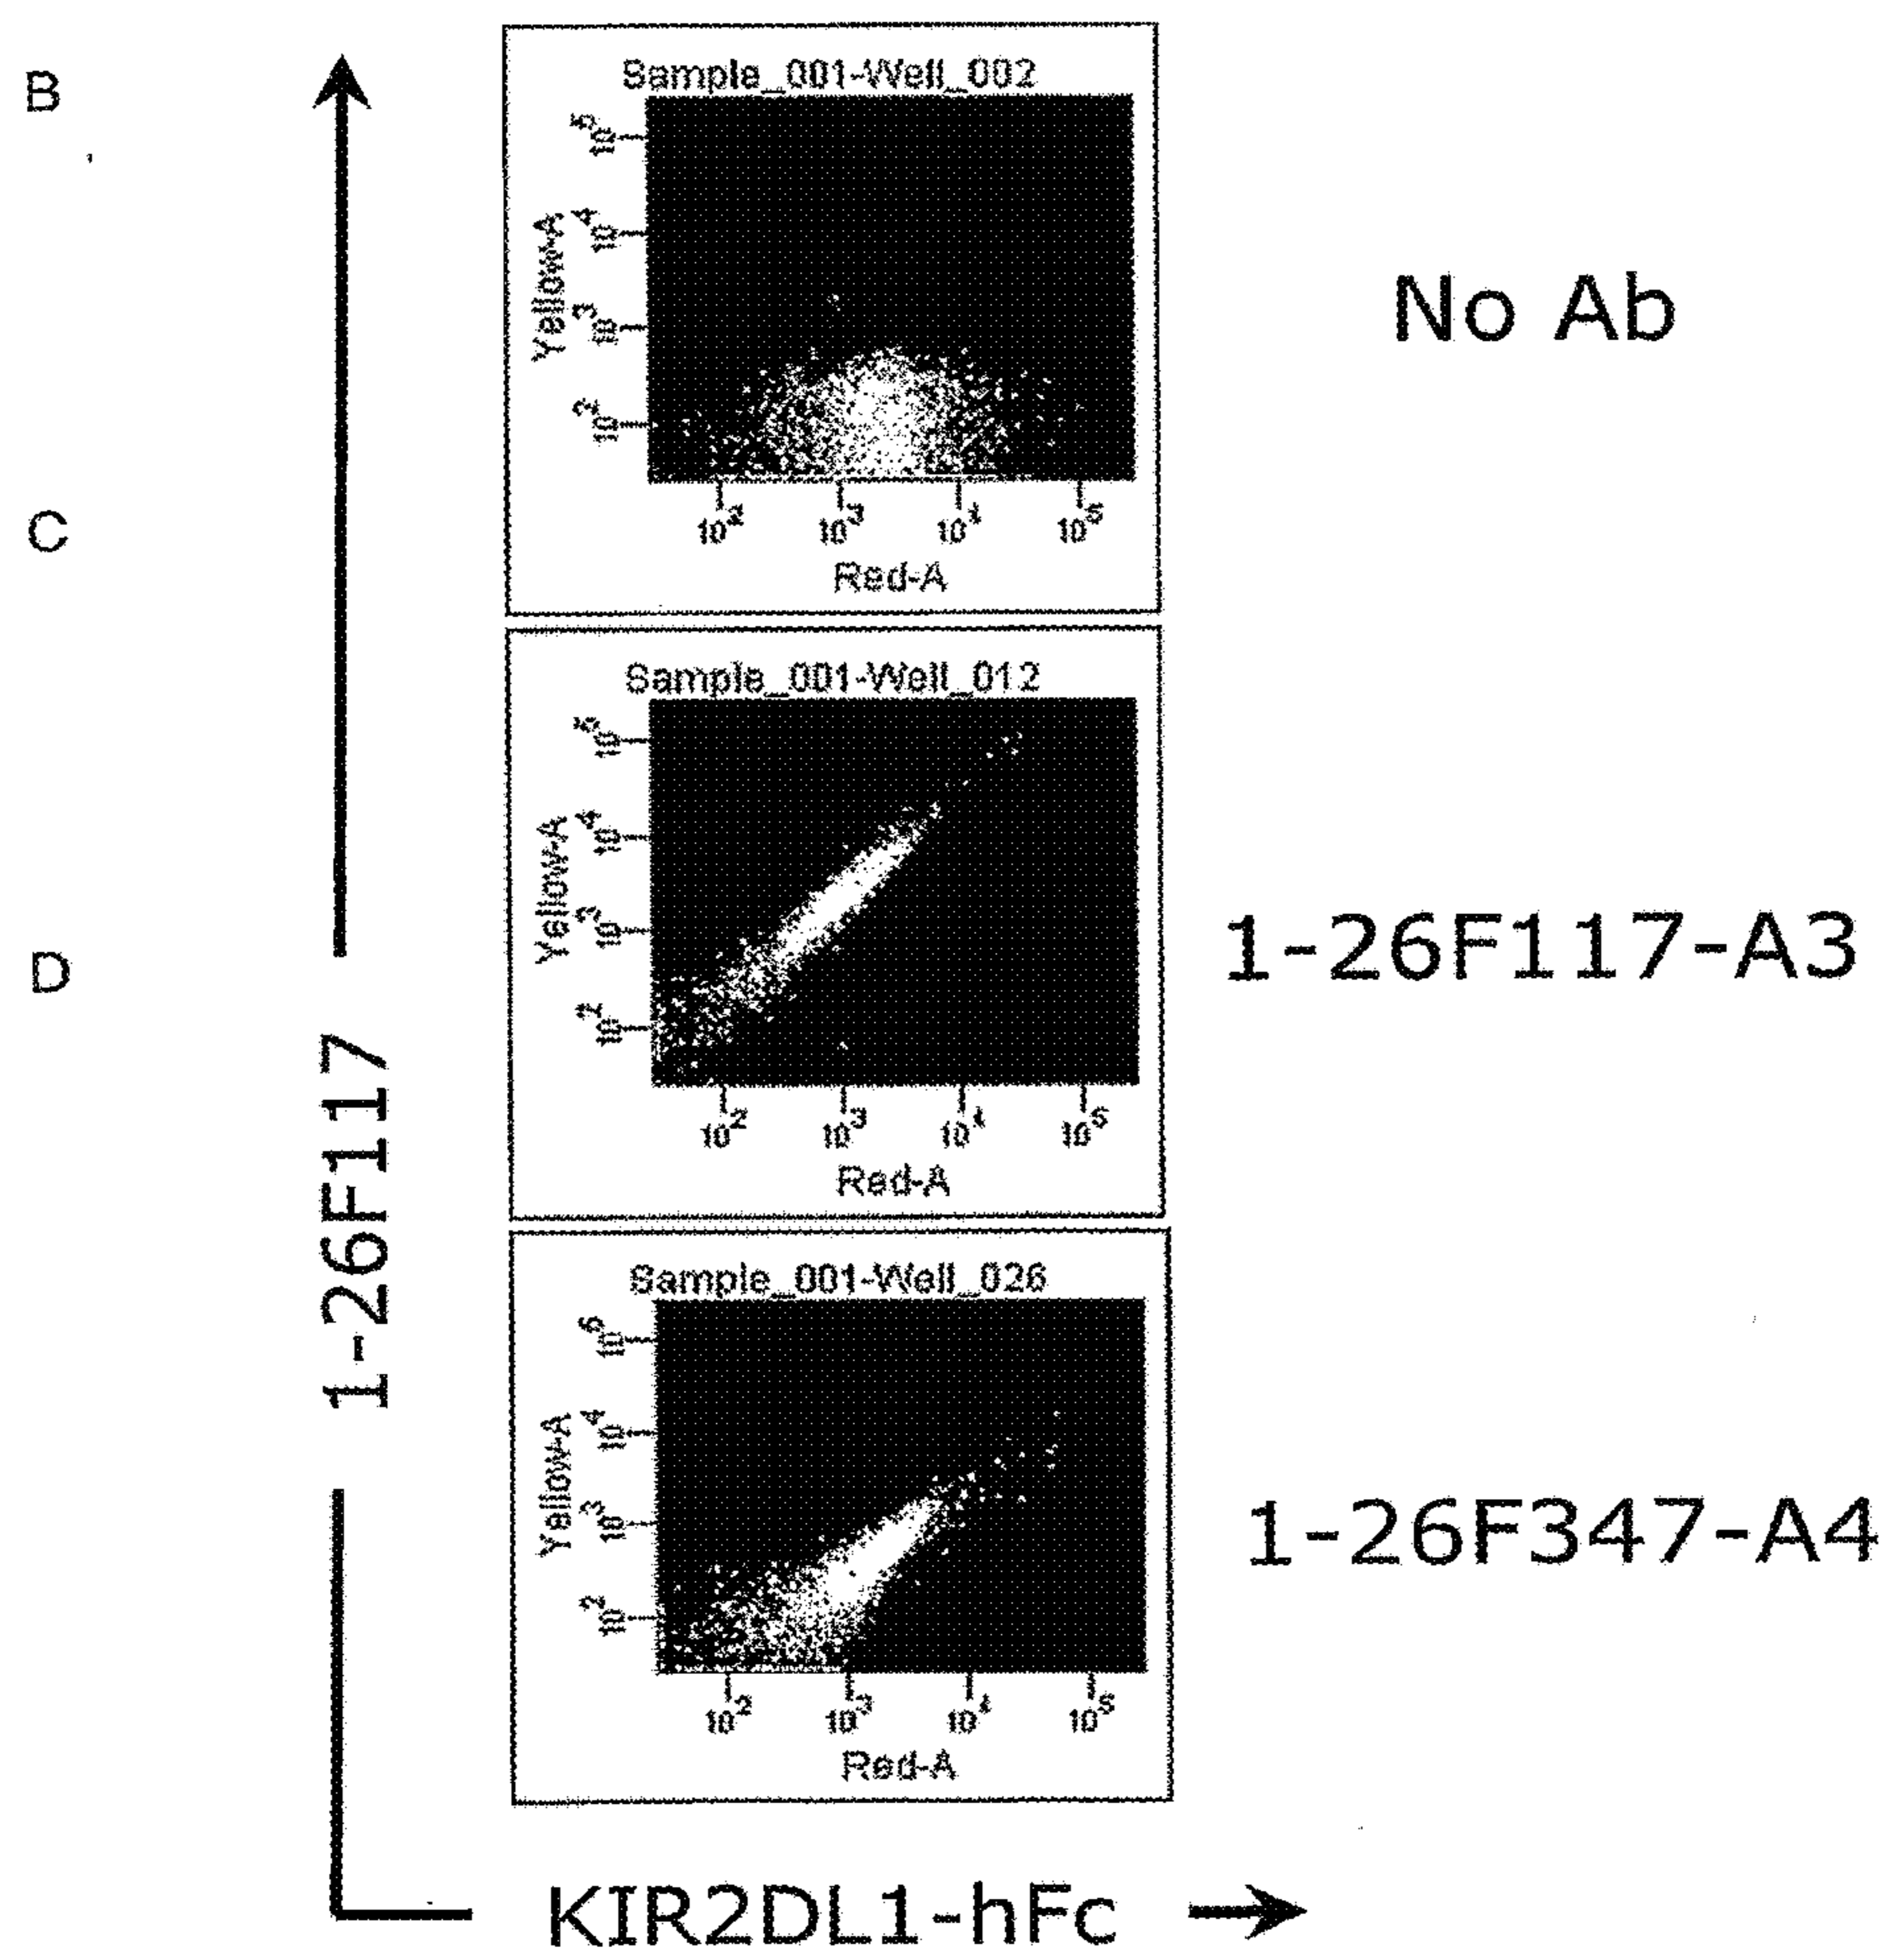 B
Sample_001-Well_002
Yellow-A
10^5
10^4
10^3
10^2
10^2 10^3 10^4 10^5
Red-A
No Ab
C
Sample_001-Well_012
Yellow-A
10^5
10^4
10^3
10^2
10^2 10^3 10^4 10^5
Red-A
1-26F117-A3
D
1-26F117
Sample_001-Well_026
Yellow-A
10^5
10^4
10^3
10^2
10^2 10^3 10^4 10^5
Red-A
1-26F347-A4
KIR2DL1-hFc